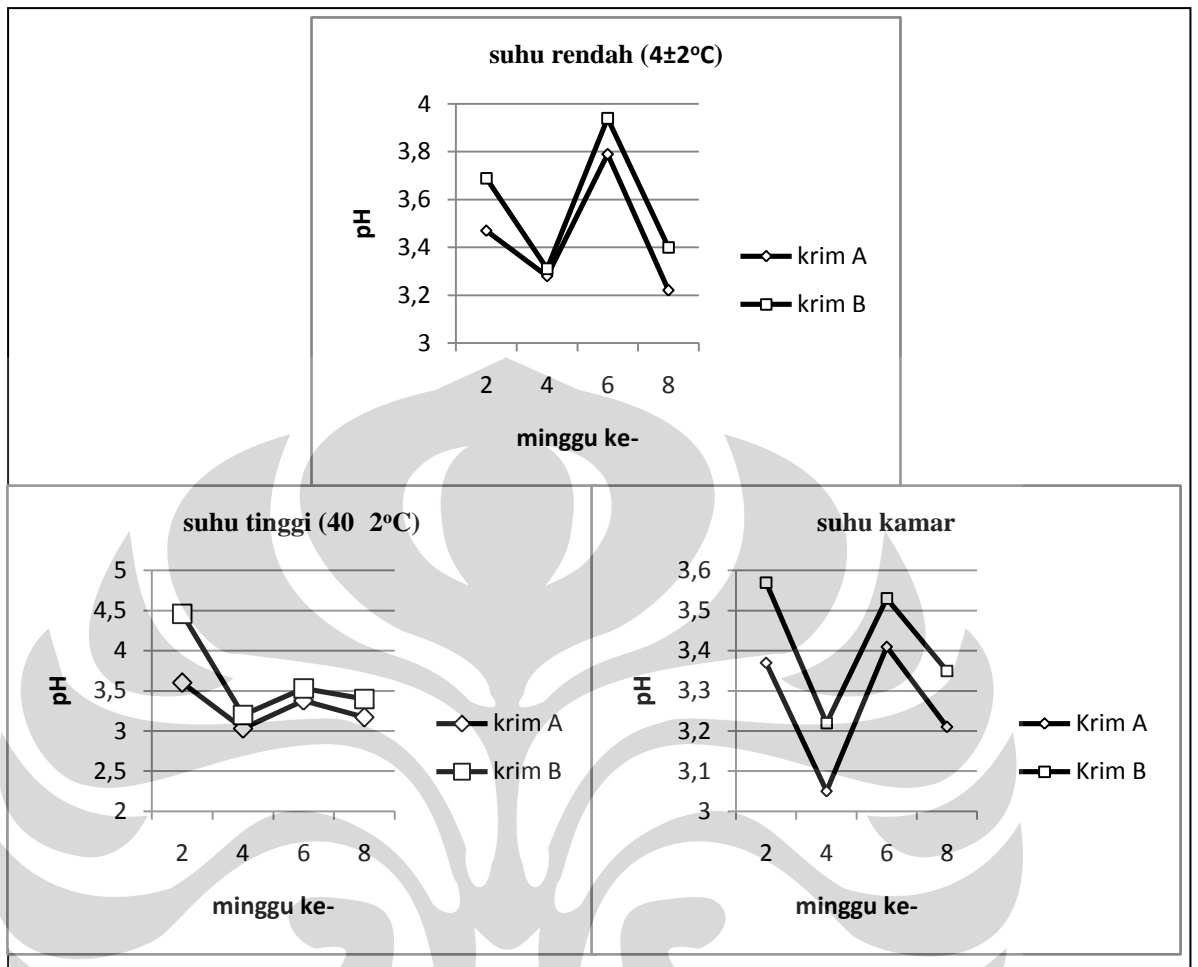 suhu rendah (4±2°C)
4
3,8
3,6
3,4
3,2
3
pH
2 4 6 8
minggu ke-
krim A
krim B
suhu tinggi (40 2°C)
5
4,5
4
3,5
3
2,5
2
pH
2 4 6 8
minggu ke-
krim A
krim B
suhu kamar
3,6
3,5
3,4
3,3
3,2
3,1
3
pH
2 4 6 8
minggu ke-
Krim A
Krim B